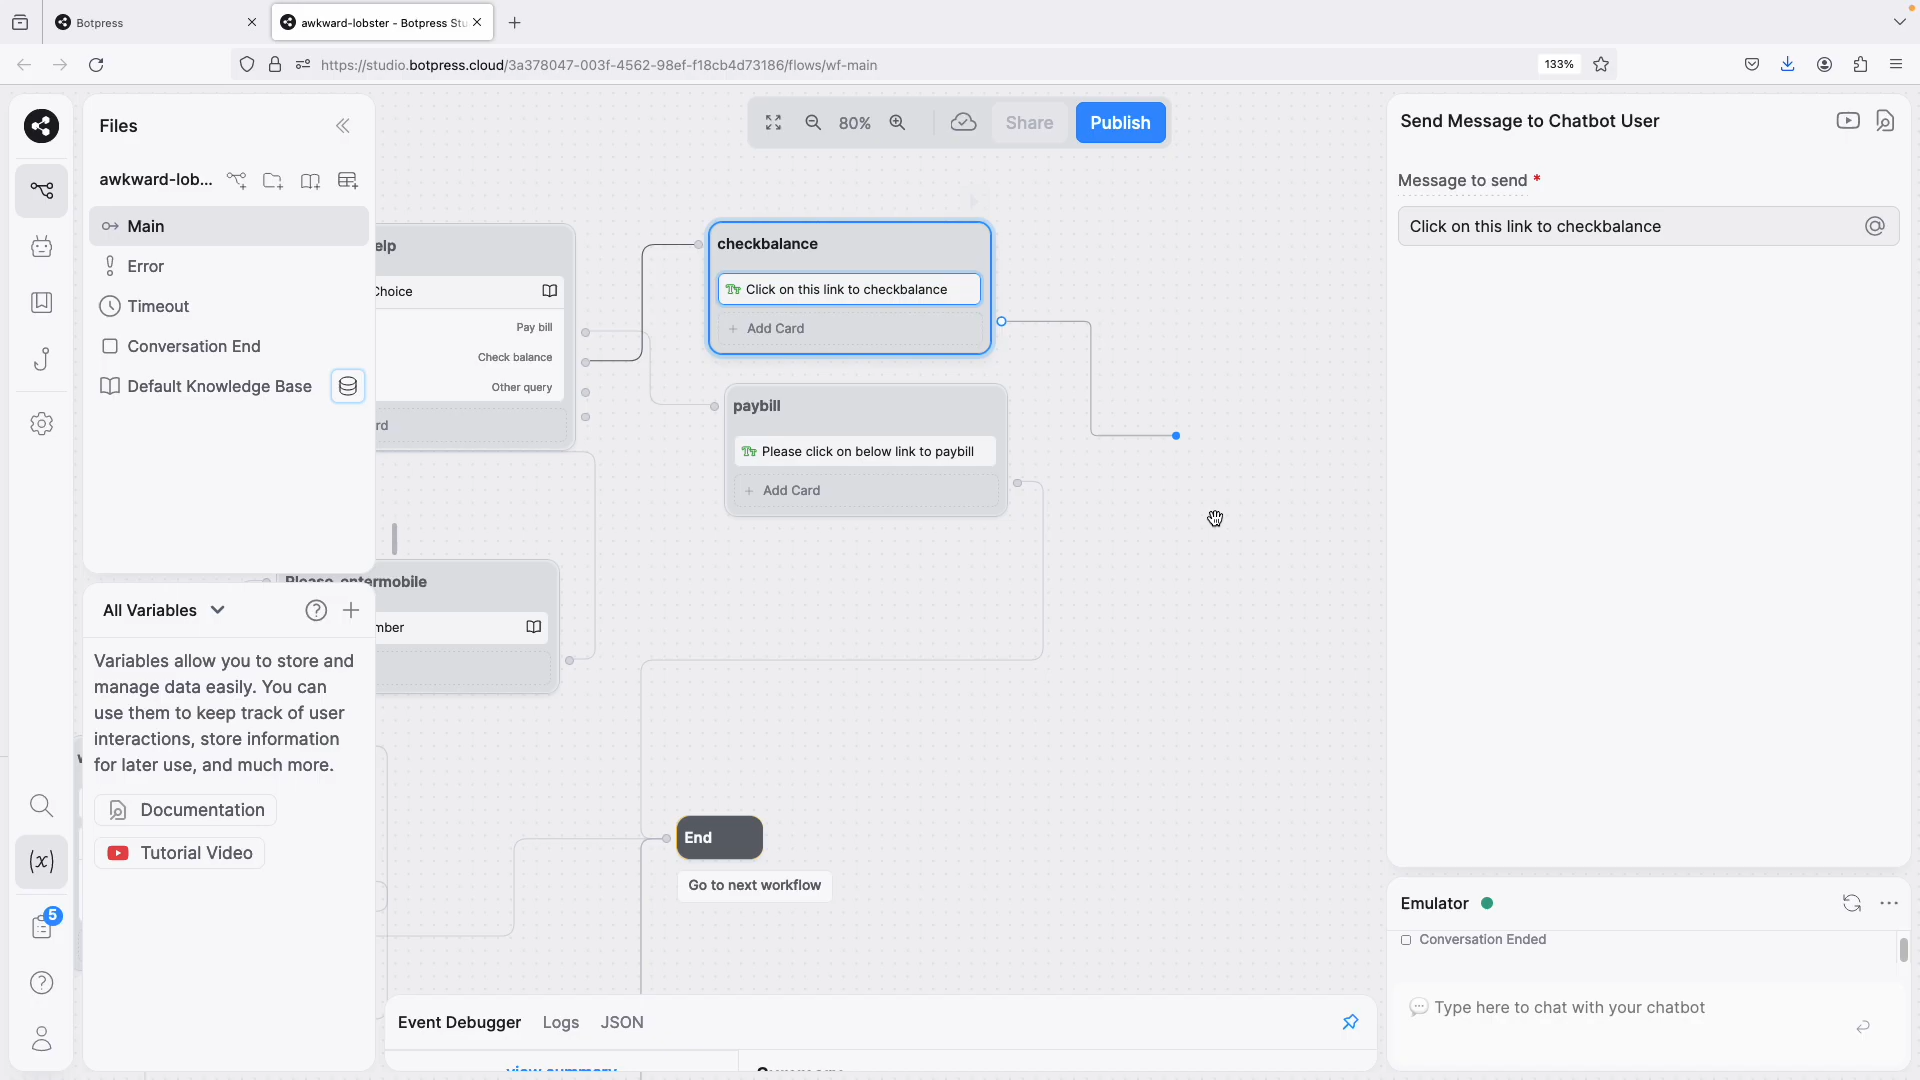 Botpress
awkward-lobster - Botpress Stu
https://studio.botpress.cloud/3a378047-003f-4562-98ef-f18cb4d73186/flows/wf-main
133%
Files
awkward-lob...
Main
Error
Timeout
Conversation End
Default Knowledge Base
All Variables
Variables allow you to store and
manage data easily. You can
use them to keep track of user
interactions, store information
for later use, and much more.
Documentation
Tutorial Video
(x)
5
80%
Share
Publish
elp
Choice
Pay bill
Check balance
Other query
rd
checkbalance
Click on this link to checkbalance
+ Add Card
paybill
Please click on below link to paybill
+ Add Card
Please_entermobile
mber
End
Go to next workflow
Event Debugger
Logs
JSON
view summary
Summary
Send Message to Chatbot User
Message to send *
Click on this link to checkbalance
Emulator
Conversation Ended
Type here to chat with your chatbot